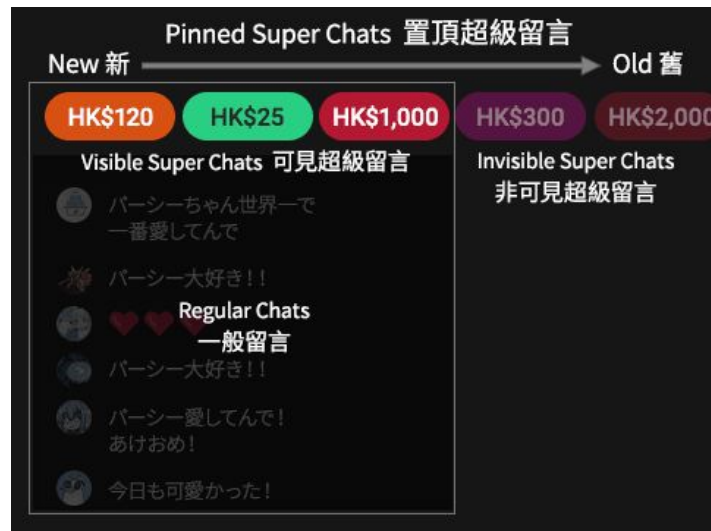 Pinned Super Chats 置頂超級留言
New 新
Old 舊
HK$120
HK$25
HK$1,000
HK$300
HK$2,000
Visible Super Chats 可見超級留言
Invisible Super Chats
非可見超級留言
バーシーちゃん世界一で
一番愛してんで
バーシー大好き!!
Regular Chats
一般留言
バーシー大好き!!
バーシー愛してんで!
あけおめ!
今日も可愛かった!